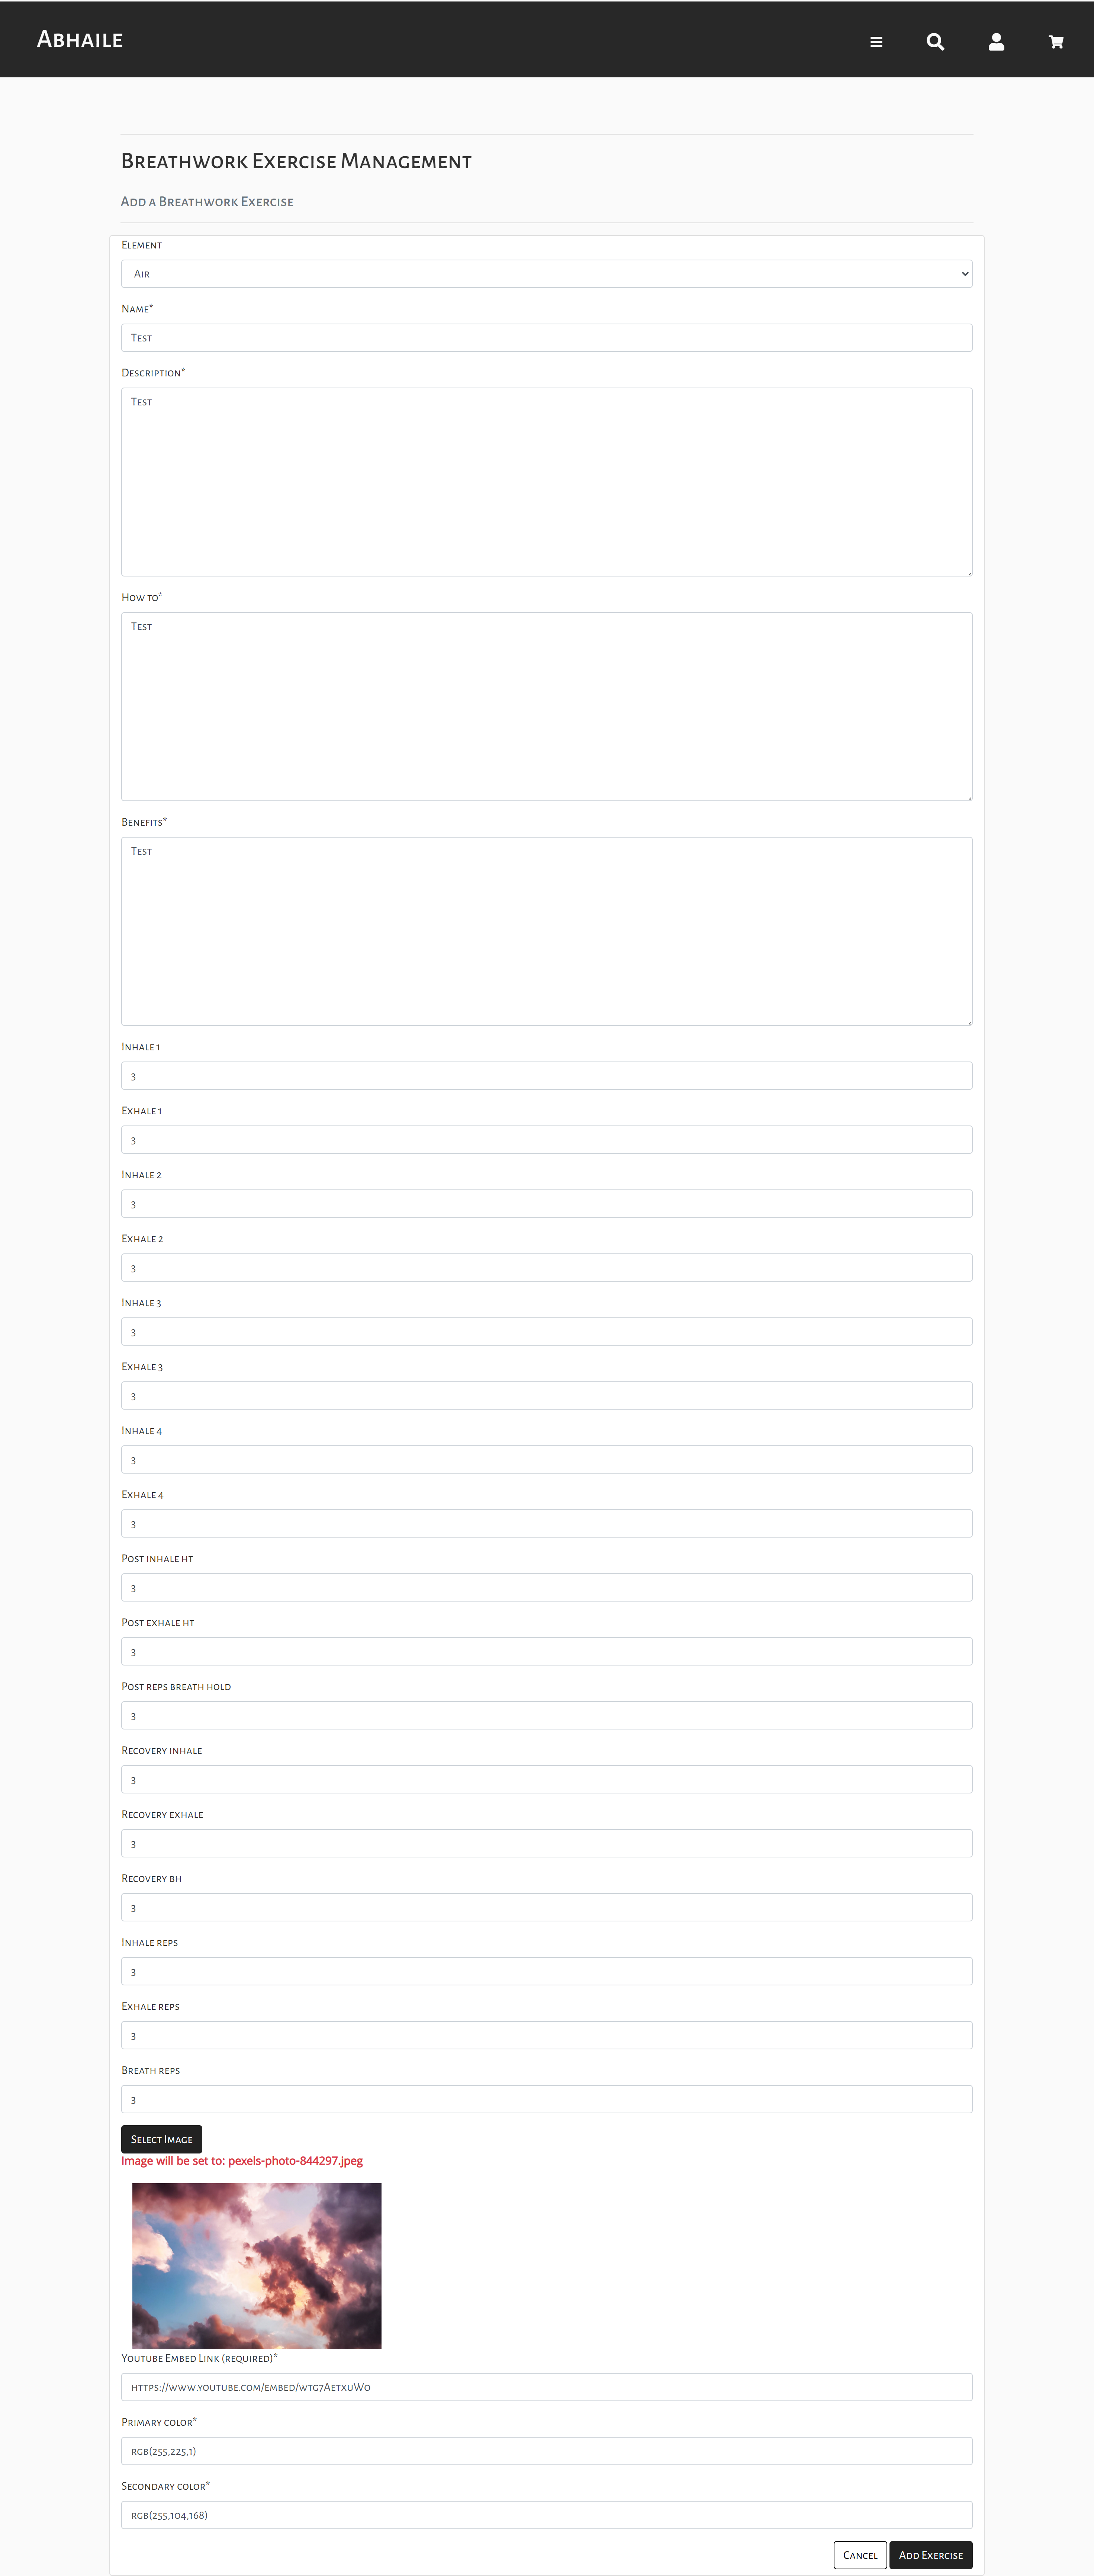 Abhaile
Breathwork Exercise Management
Add a Breathwork Exercise
Element
Air
Name*
Test
Description*
Test
How to*
Test
Benefits*
Test
Inhale 1
3
Exhale 1
3
Inhale 2
3
Exhale 2
3
Inhale 3
3
Exhale 3
3
Inhale 4
3
Exhale 4
3
Post inhale ht
3
Post exhale ht
3
Post reps breath hold
3
Recovery inhale
3
Recovery exhale
3
Recovery bh
3
Inhale reps
3
Exhale reps
3
Breath reps
3
Select Image
Image will be set to: pexels-photo-844297.jpeg
Youtube Embed Link (required)*
https://www.youtube.com/embed/wtg7AetxuWo
Primary color*
rgb(255,225,1)
Secondary color*
rgb(255,104,168)
Cancel Add Exercise